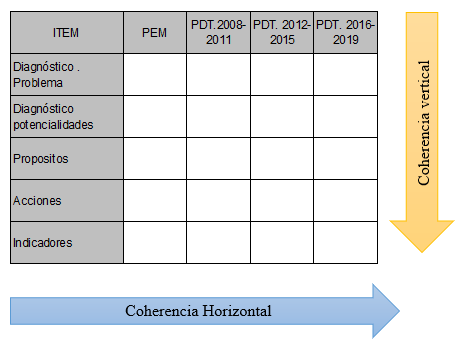 ITEM PEM PDT.2008-2011 PDT. 2012-2015 PDT. 2016-2019
Diagnóstico .
Problema
Diagnóstico
potencialidades
Propositos
Acciones
Indicadores
Coherencia vertical
Coherencia Horizontal